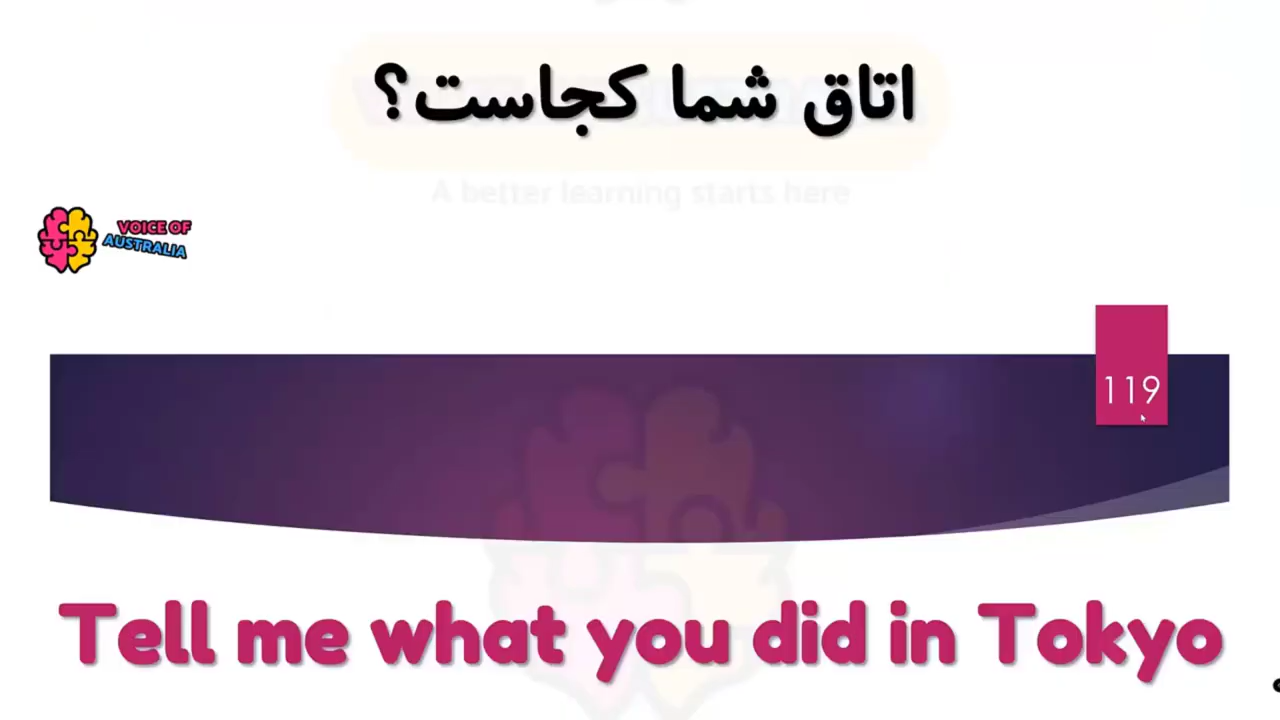 اتاق شما کجاست؟
A better learning starts here
VOICE OF
AUSTRALIA
119
Tell me what you did in Tokyo